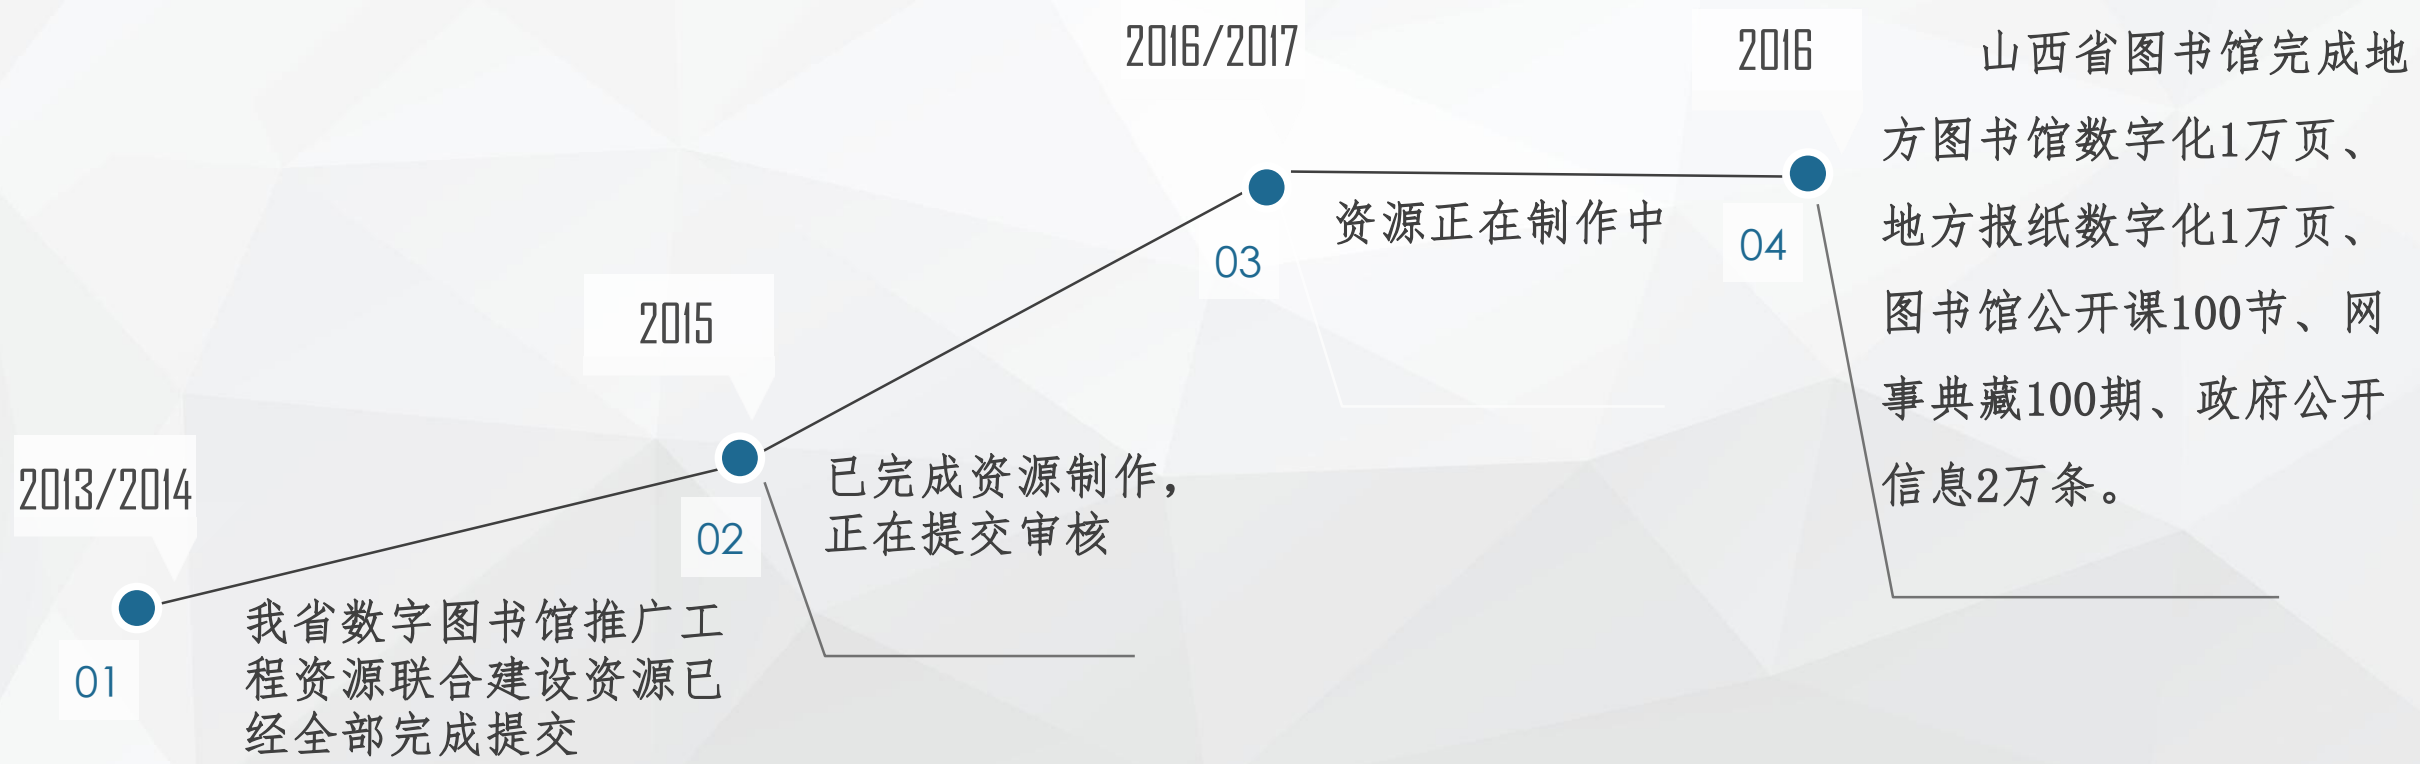 2013/2014
01
我省数字图书馆推广工
程资源联合建设资源已
经全部完成提交
2015
02
已完成资源制作，
正在提交审核
2016/2017
03
资源正在制作中
2016
04
山西省图书馆完成地
方图书馆数字化1万页、
地方报纸数字化1万页、
图书馆公开课100节、网
事典藏100期、政府公开
信息2万条。